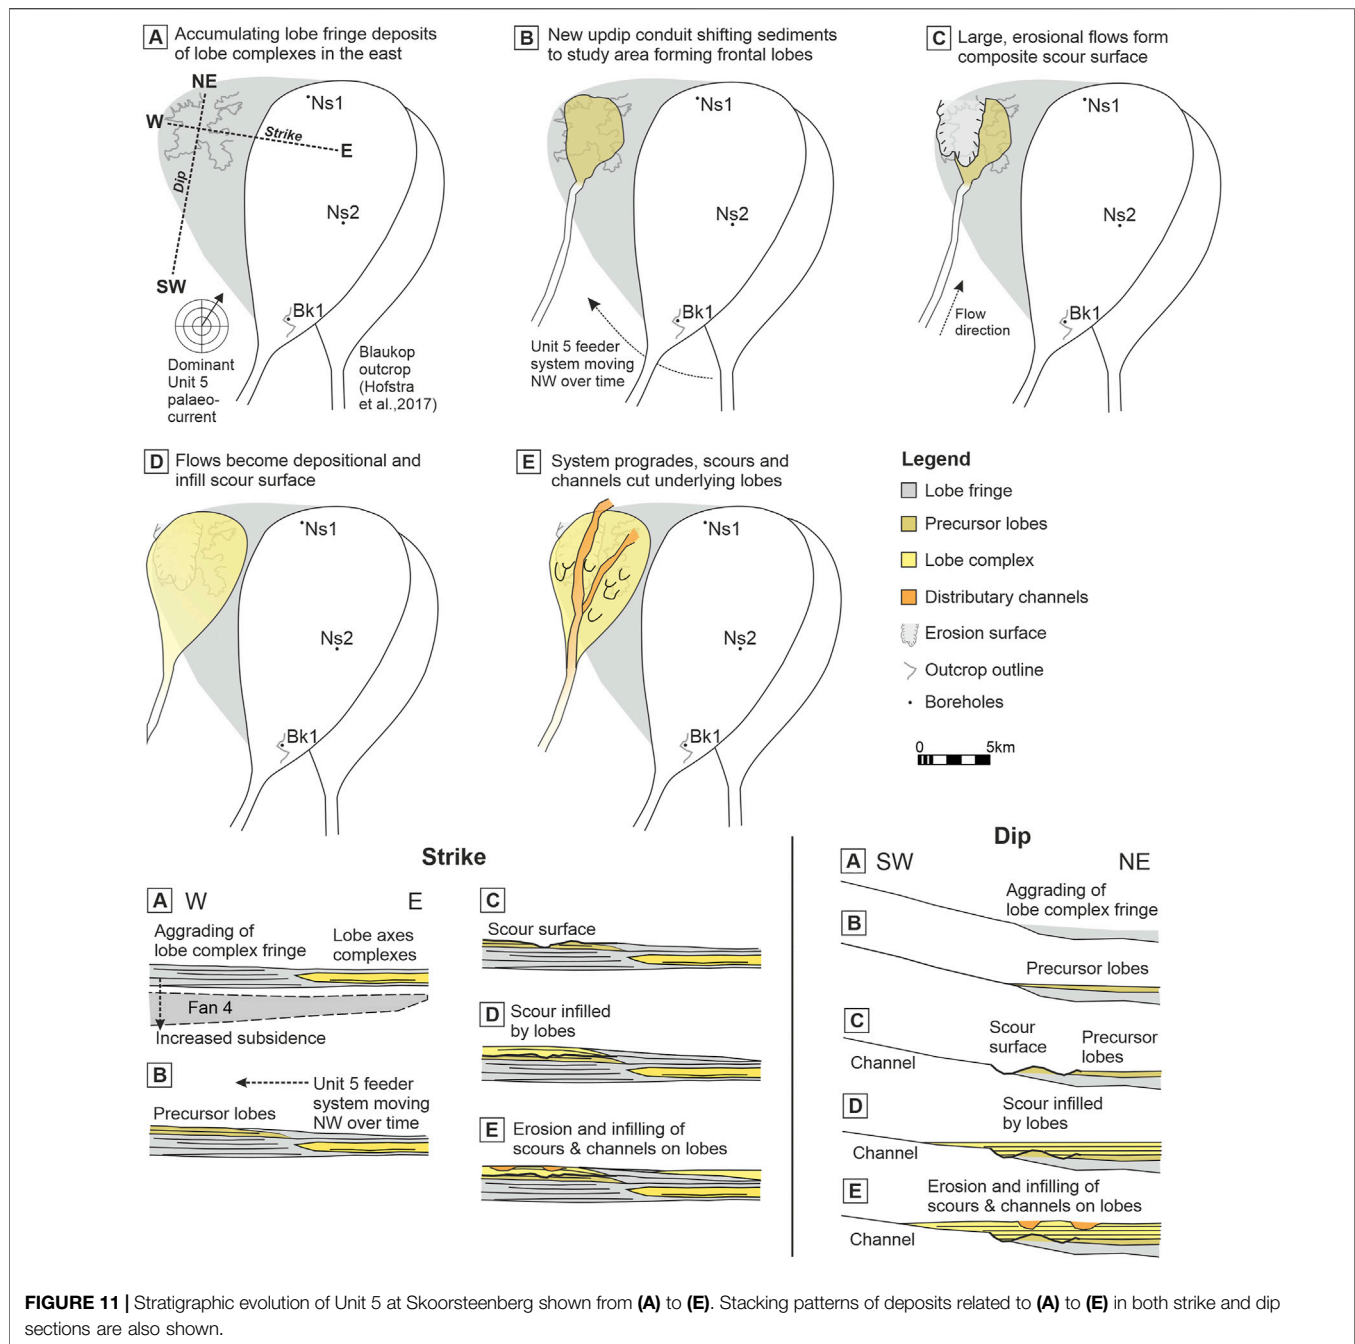 A Accumulating lobe fringe deposits
of lobe complexes in the east
NE
W
Strike
E
Dip
SW
Ns1
Ns2
Bk1
Dominant
Unit 5
palaeo-
current
Blaukop
outcrop
(Hofstra
et al.,2017)
B New updip conduit shifting sediments
to study area forming frontal lobes
Ns1
Ns2
Bk1
Unit 5 feeder
system moving
NW over time
C Large, erosional flows form
composite scour surface
Ns1
Ns2
Bk1
Flow
direction
D Flows become depositional and
infill scour surface
Ns1
Ns2
Bk1
E System progrades, scours and
channels cut underlying lobes
Ns1
Ns2
Bk1
Legend
Lobe fringe
Precursor lobes
Lobe complex
Distributary channels
Erosion surface
Outcrop outline
Boreholes
0 5km
Strike
A W E
Aggrading of
lobe complex fringe
Lobe axes
complexes
Fan 4
Increased subsidence
B
Unit 5 feeder
system moving
NW over time
Precursor lobes
C
Scour surface
D Scour infilled
by lobes
E Erosion and infilling of
scours & channels on lobes
Dip
A SW NE
Aggrading of
lobe complex fringe
B
Precursor lobes
C
Channel
Scour
surface
Precursor
lobes
D
Scour infilled
by lobes
Channel
E
Erosion and infilling of
scours & channels on lobes
Channel
FIGURE 11 | Stratigraphic evolution of Unit 5 at Skoorsteenberg shown from (A) to (E). Stacking patterns of deposits related to (A) to (E) in both strike and dip
sections are also shown.